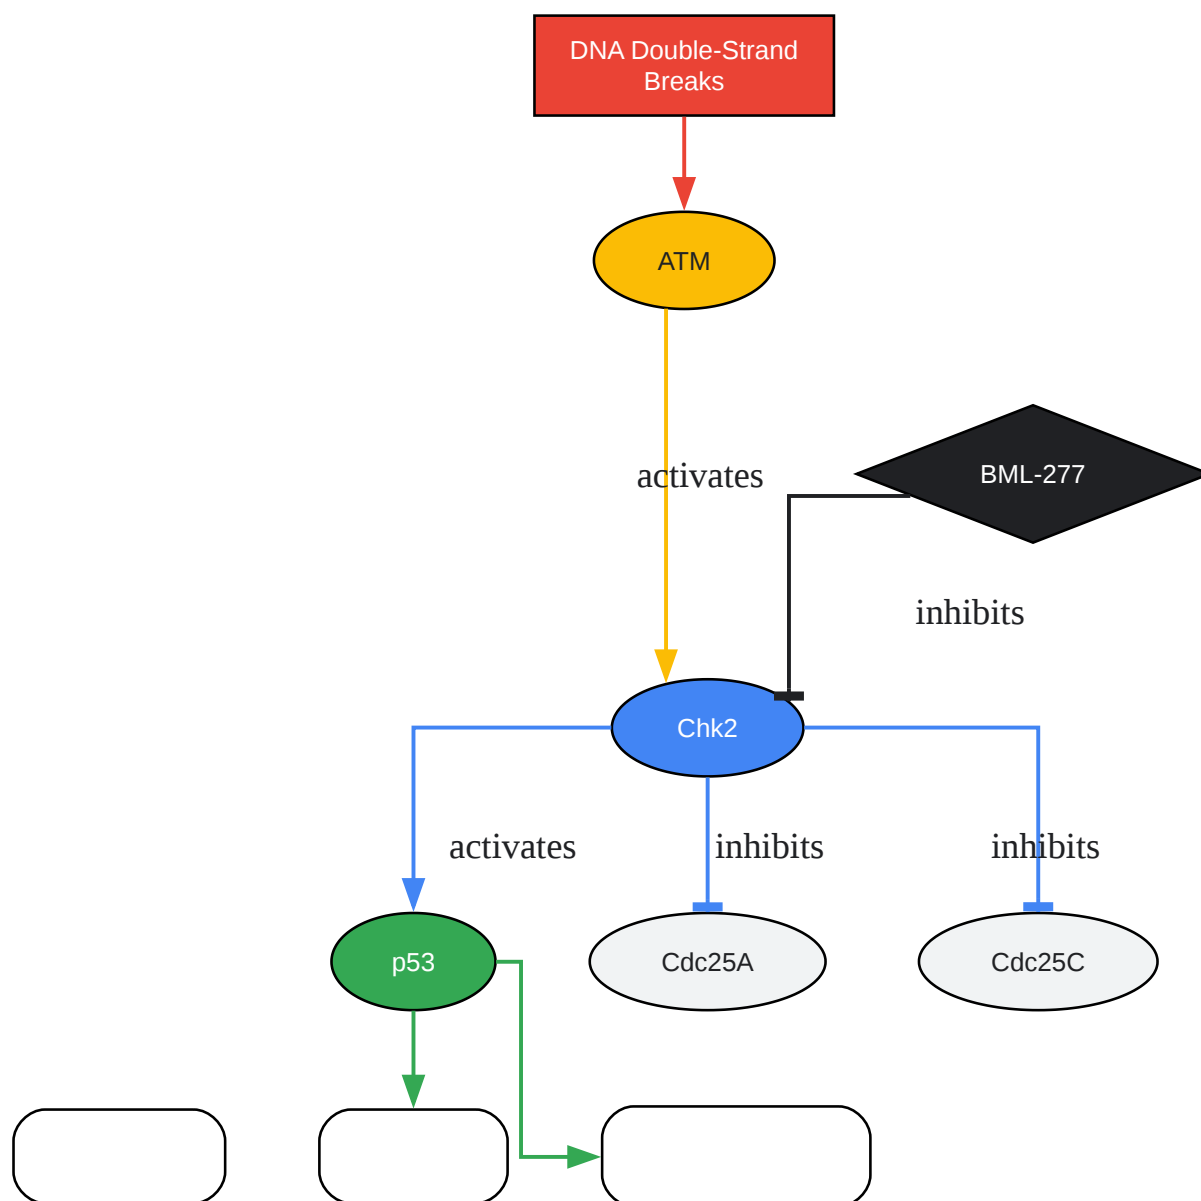 DNA Double-Strand
Breaks
ATM
activates
BML-277
inhibits
Chk2
activates
inhibits
inhibits
p53
Cdc25A
Cdc25C